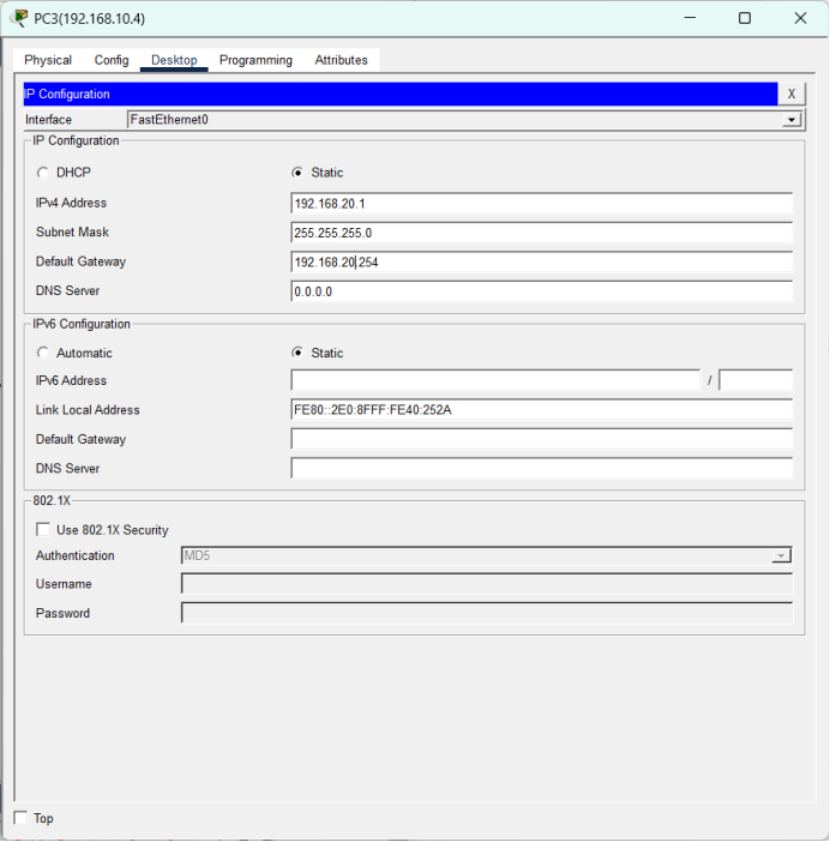 PC3(192.168.10.4)
Physical Config Desktop Programming Attributes
IP Configuration X
Interface FastEthernet0
IP Configuration
DHCP Static
IPv4 Address 192.168.20.1
Subnet Mask 255.255.255.0
Default Gateway 192.168.20.254
DNS Server 0.0.0.0
IPv6 Configuration
Automatic Static
IPv6 Address /
Link Local Address FE80::2E0:8FFF:FE40:252A
Default Gateway
DNS Server
802.1X
Use 802.1X Security
Authentication MD5
Username
Password
Top